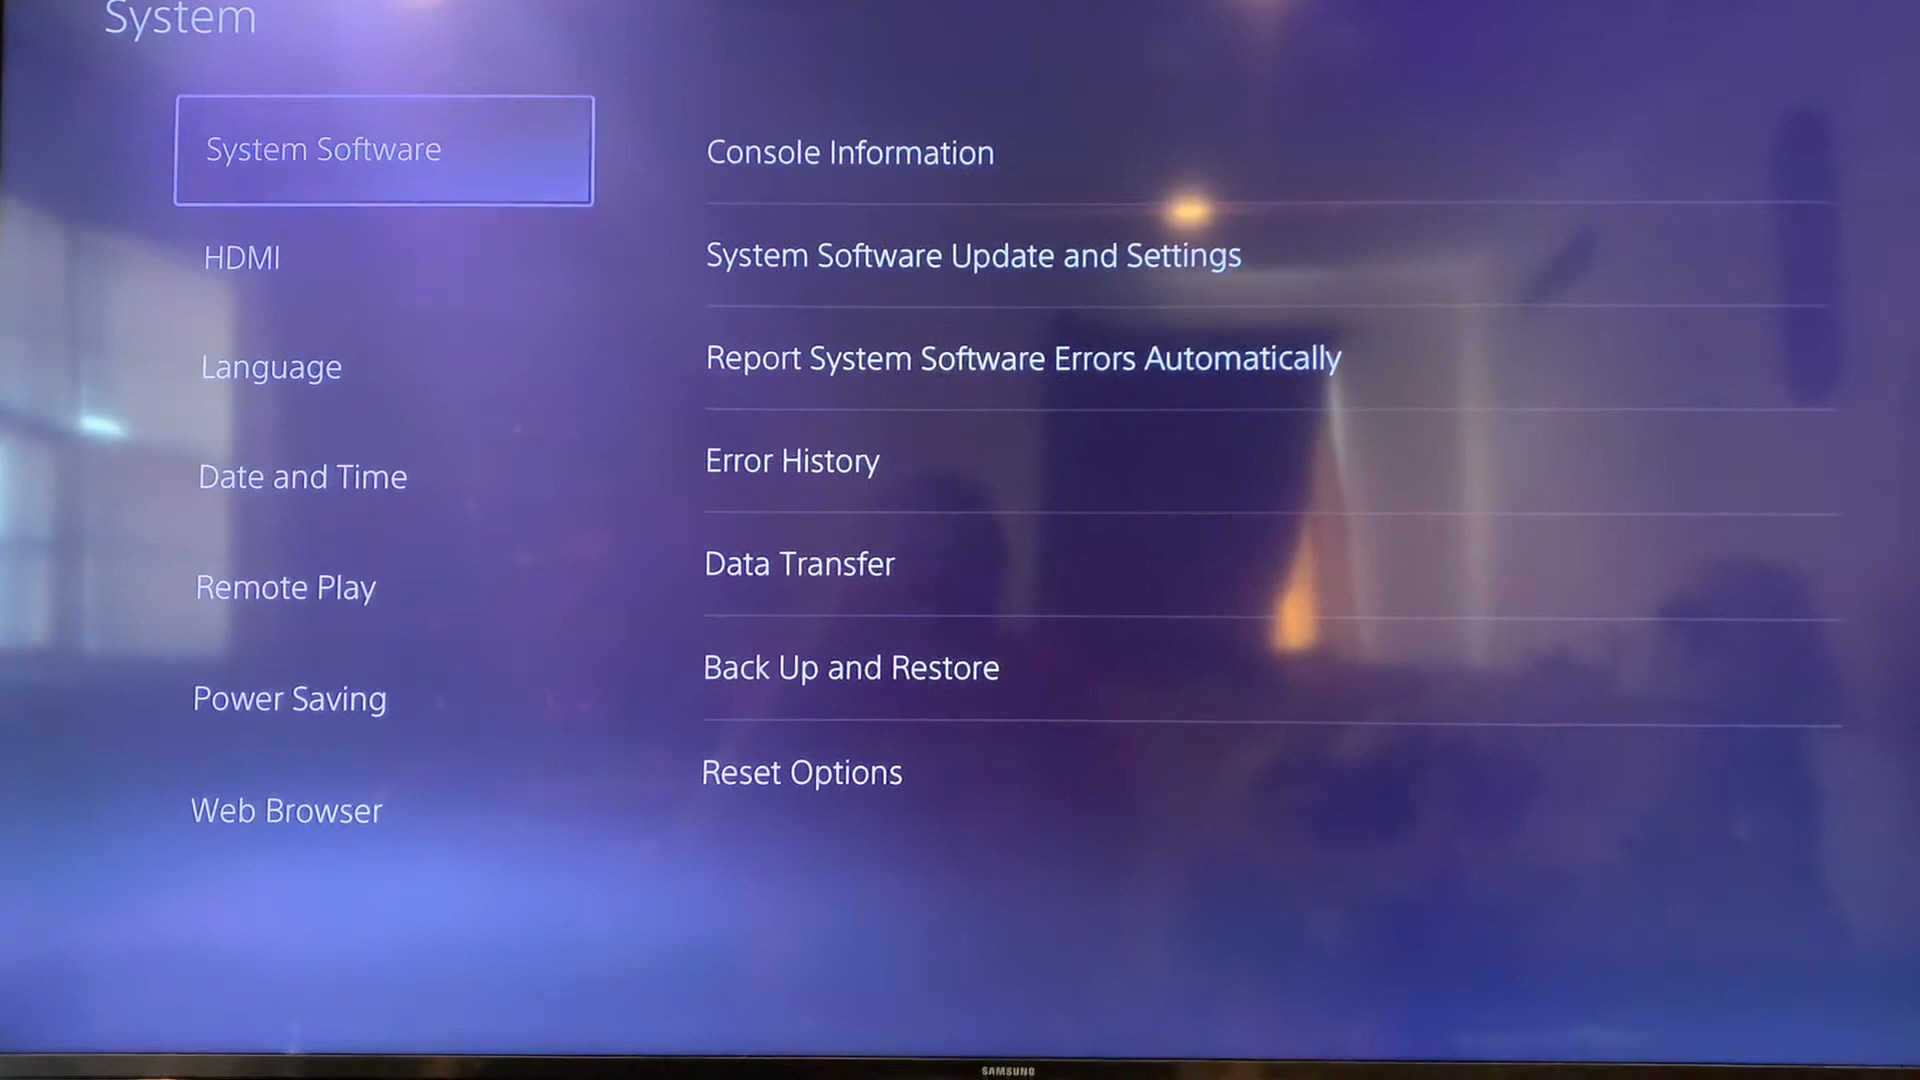 System
System Software
HDMI
Language
Date and Time
Remote Play
Power Saving
Web Browser
Console Information
System Software Update and Settings
Report System Software Errors Automatically
Error History
Data Transfer
Back Up and Restore
Reset Options
SAMSUNG